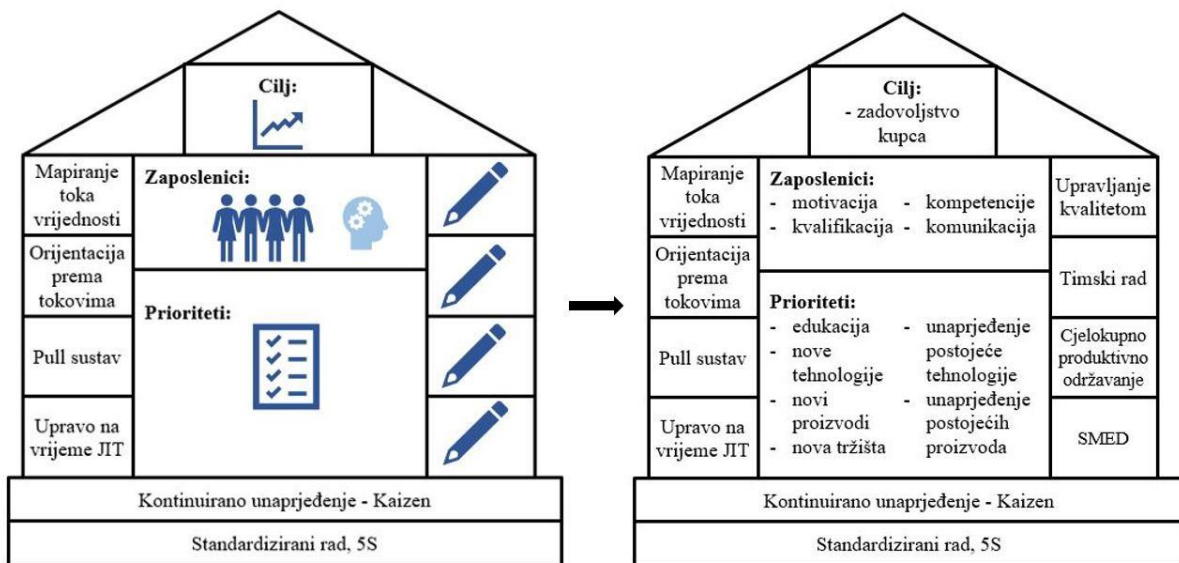 Cilj:
Mapiranje
toka
vrijednosti
Zaposlenici:
Orijentacija
prema
tokovima
Prioriteti:
Pull sustav
Upravo na
vrijeme JIT
Kontinuirano unaprjeđenje - Kaizen
Standardizirani rad, 5S
Cilj:
- zadovoljstvo
kupca
Mapiranje
toka
vrijednosti
Zaposlenici:
- motivacija
- kvalifikacija
- kompetencije
- komunikacija
Upravljanje
kvalitetom
Orijentacija
prema
tokovima
Prioriteti:
- edukacija
- nove
tehnologije
- novi
proizvodi
- nova tržišta
- unaprjeđenje
postojeće
tehnologije
- unaprjeđenje
postojećih
proizvoda
Timski rad
Pull sustav
Cjelokupno
produktivno
održavanje
Upravo na
vrijeme JIT
SMED
Kontinuirano unaprjeđenje - Kaizen
Standardizirani rad, 5S